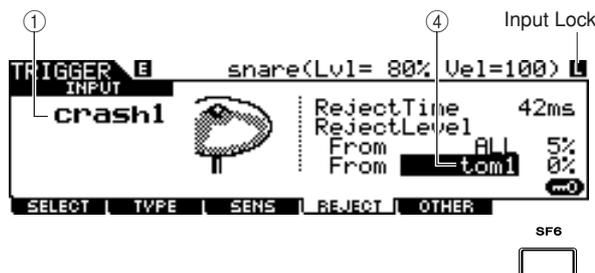 ① ④ Input Lock
TRIGGER E snare(Lvl= 80% Vel=100) L
INPUT
crash1
RejectTime 42ms
RejectLevel
From ALL 5%
From tom1 0%
SELECT TYPE SENS REJECT OTHER
SF6